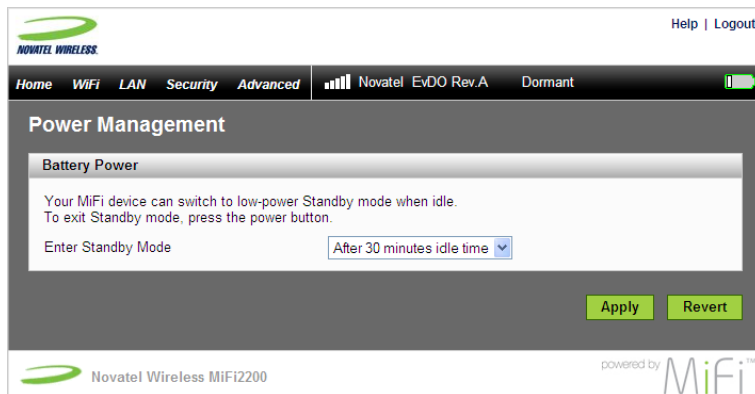 Help | Logout
NOVATEL WIRELESS.
Home WiFi LAN Security Advanced Novatel EvDO Rev.A Dormant
Power Management
Battery Power
Your MiFi device can switch to low-power Standby mode when idle.
To exit Standby mode, press the power button.
Enter Standby Mode After 30 minutes idle time
Apply Revert
Novatel Wireless MiFi2200
powered by MiFi™